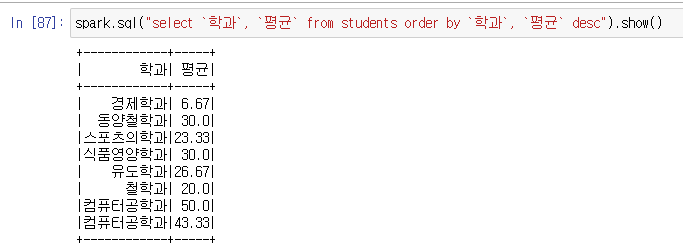 In [87]: spark.sql("select `학과`, `평균` from students order by `학과`, `평균` desc").show()
+------------+-----+
|        학과| 평균|
+------------+-----+
|    경제학과| 6.67|
|  동양철학과| 30.0|
|스포츠의학과|23.33|
|식품영양학과| 30.0|
|    유도학과|26.67|
|      철학과| 20.0|
|컴퓨터공학과| 50.0|
|컴퓨터공학과|43.33|
+------------+-----+